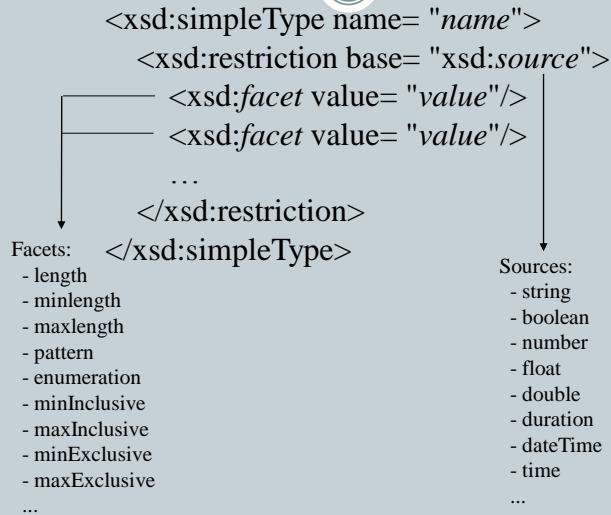 <xsd:simpleType name= "name">
<xsd:restriction base= "xsd:source">
<xsd:facet value= "value"/>
<xsd:facet value= "value"/>
…
</xsd:restriction>
</xsd:simpleType>
Facets:
- length
- minlength
- maxlength
- pattern
- enumeration
- minInclusive
- maxInclusive
- minExclusive
- maxExclusive
...
Sources:
- string
- boolean
- number
- float
- double
- duration
- dateTime
- time
...